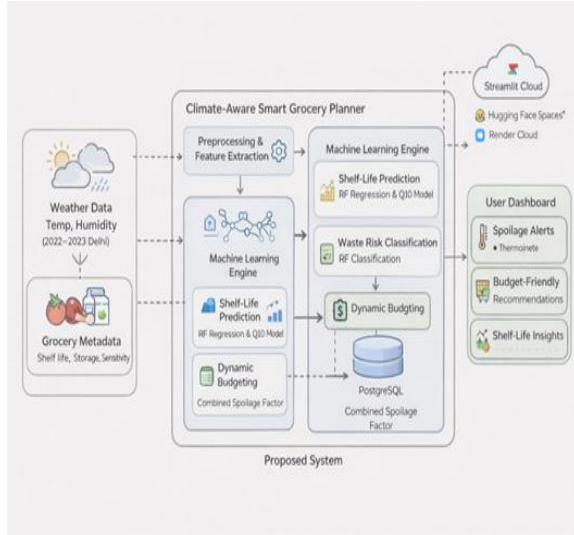 Streamlit Cloud
Hugging Face Spaces"
Render Cloud
Climate-Aware Smart Grocery Planner
Preprocessing &
Feature Extraction
Weather Data
Temp, Humidity
(2022–2023 Delhi)
Grocery Metadata
Shelf life, Storage, Sensitivity
Machine Learning
Engine
Shelf-Life
Prediction
RF Regression & Q10 Model
Dynamic
Budgeting
Combined Spoilage Factor
Machine Learning Engine
Shelf-Life Prediction
RF Regression & Q10 Model
Waste Risk Classification
RF Classification
Dynamic Budgting
PostgreSQL
Combined Spoilage
Factor
User Dashboard
Spoilage Alerts
• Thermoinete
Budget-Friendly
Recommendations
Shelf-Life Insights
Proposed System